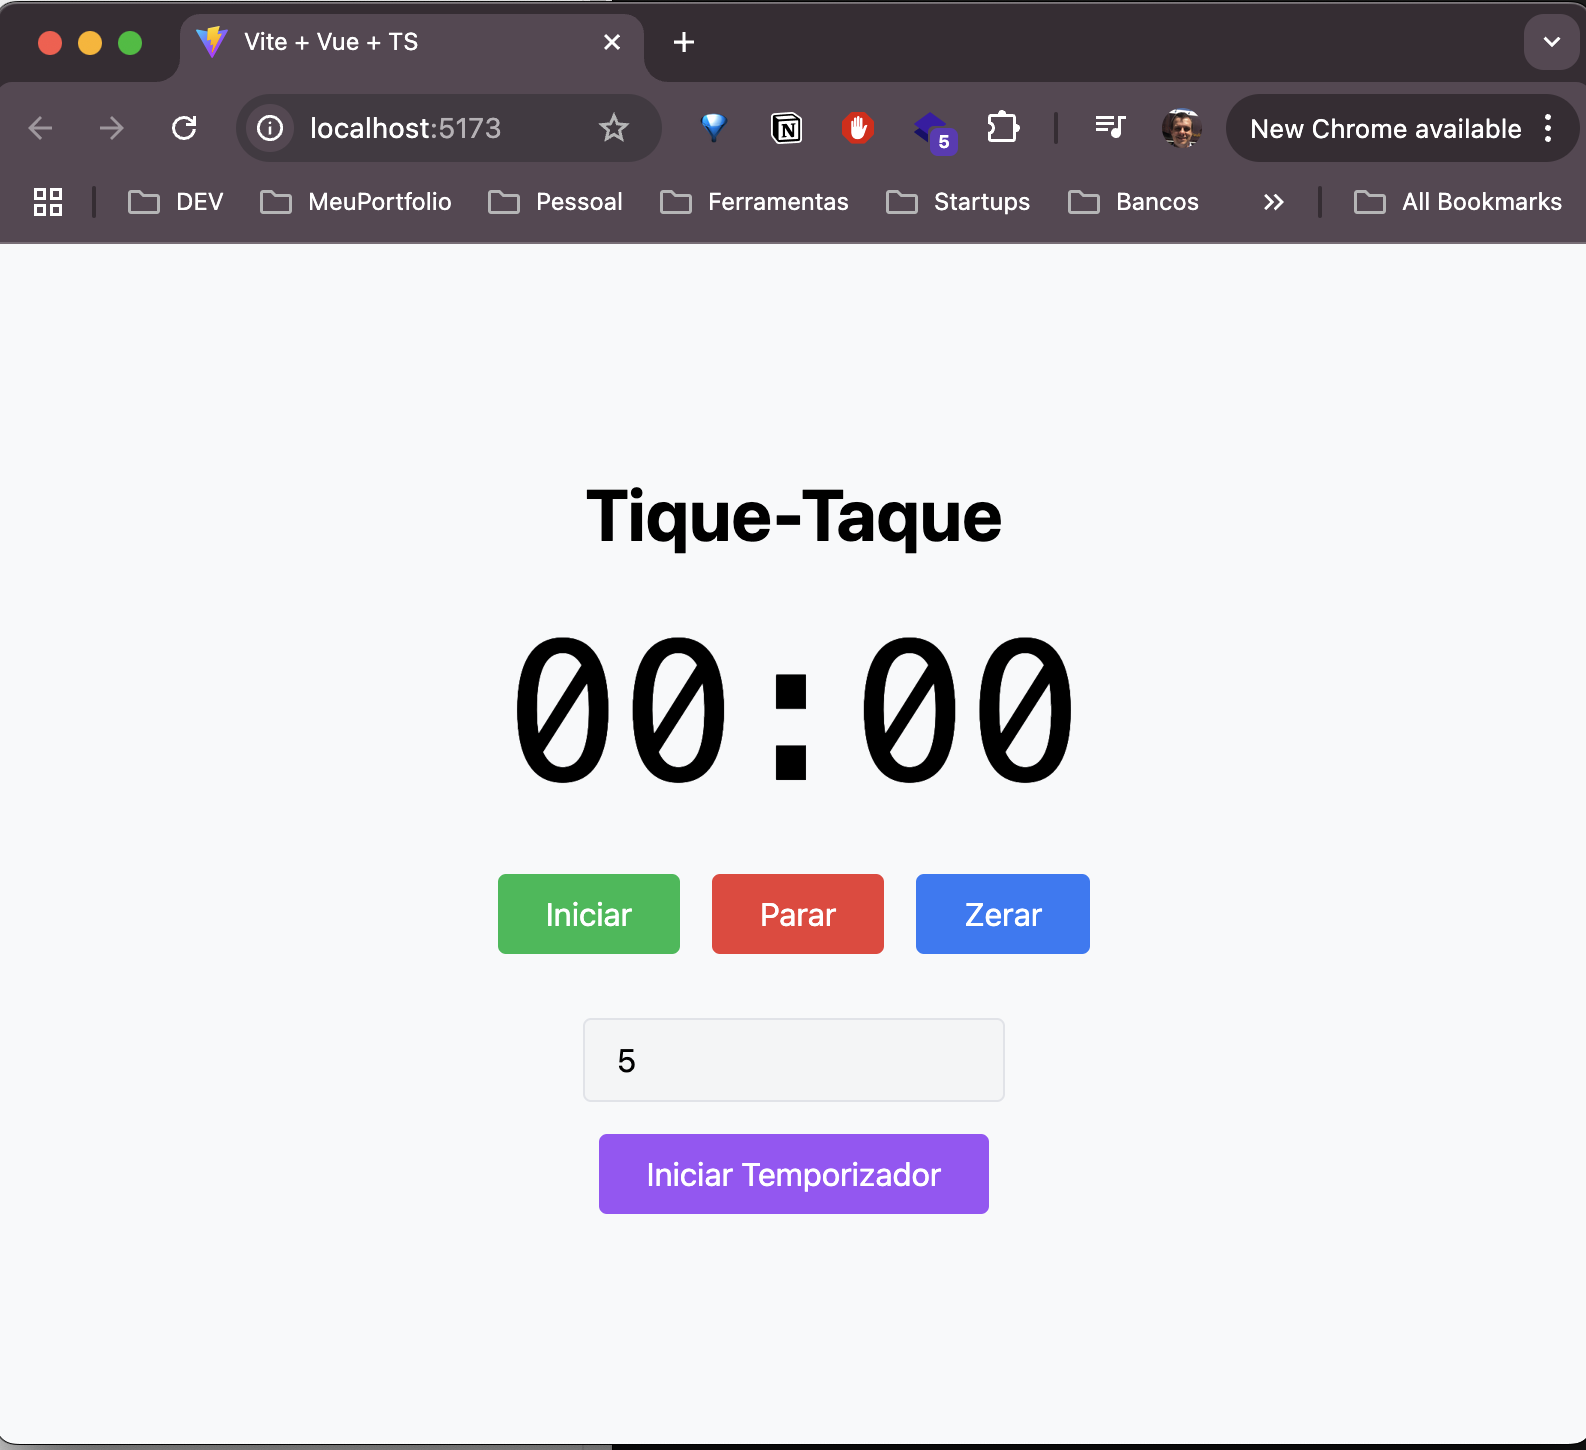 Vite + Vue + TS
localhost:5173
N
5
New Chrome available
DEV
MeuPortfolio
Pessoal
Ferramentas
Startups
Bancos
All Bookmarks
Tique-Taque
00:00
Iniciar
Parar
Zerar
5
Iniciar Temporizador